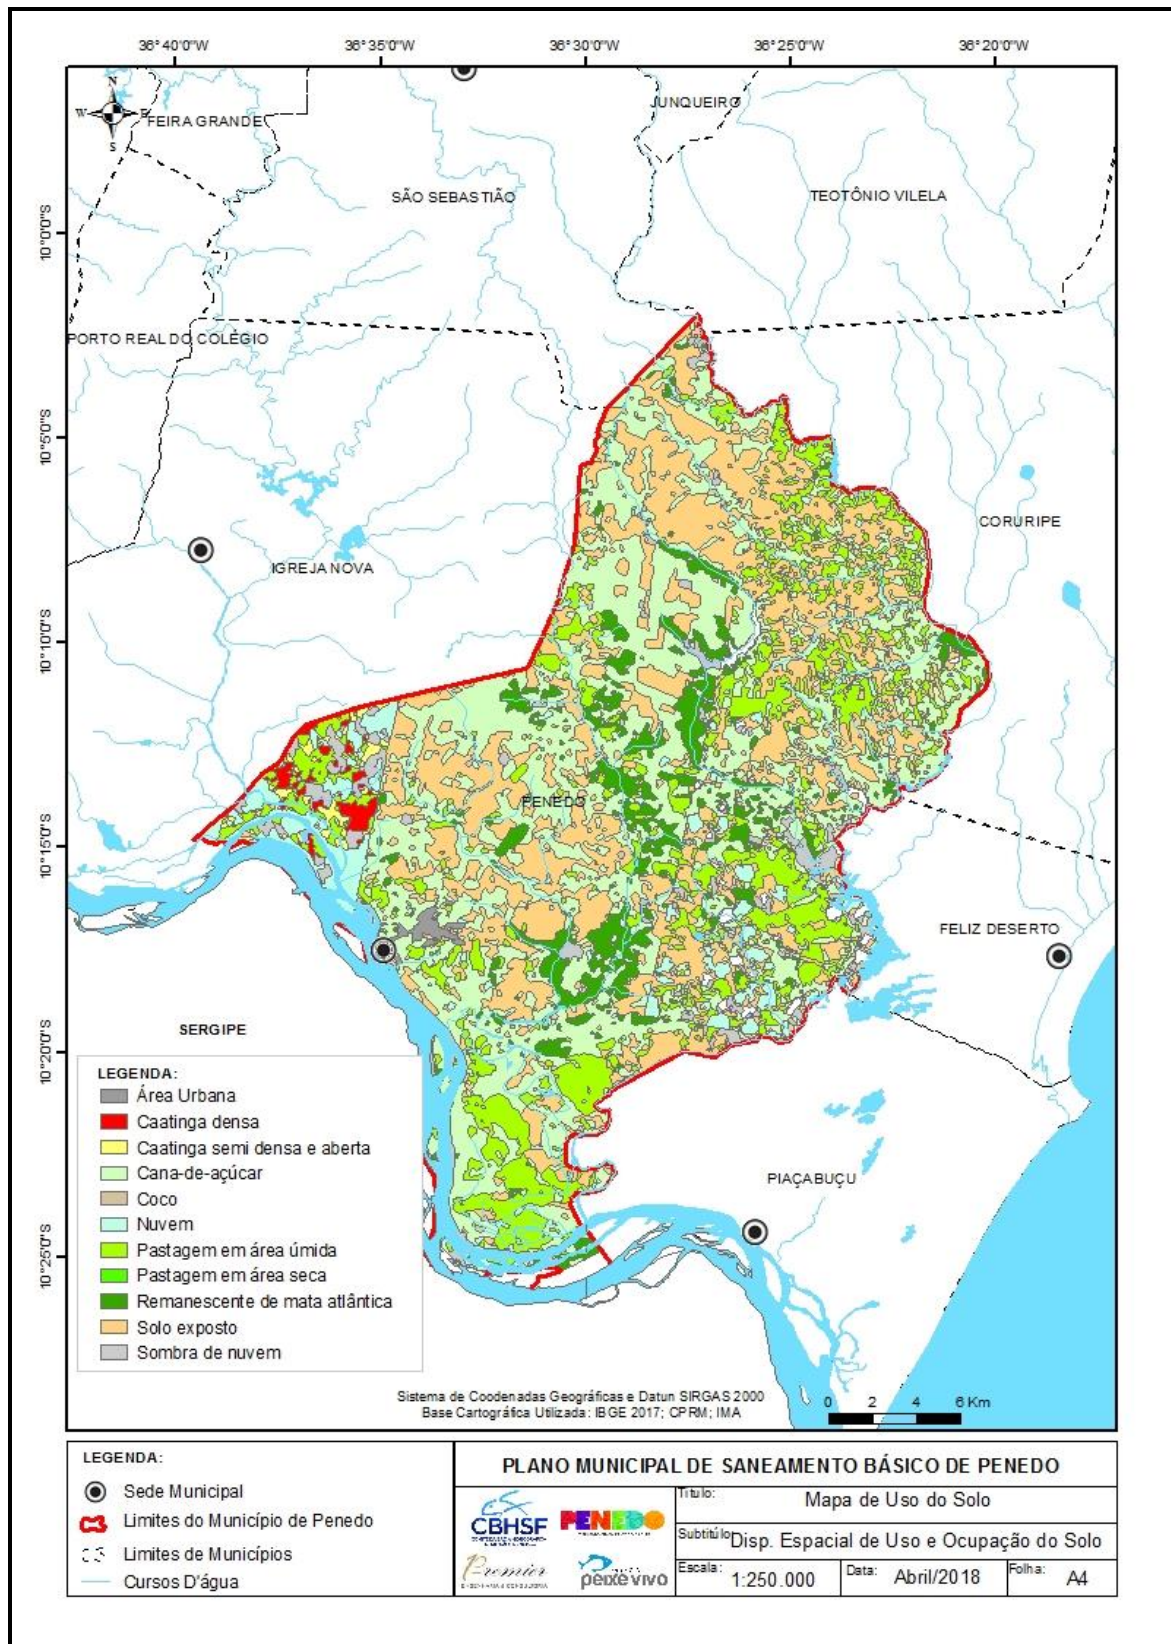 36°40'0"W 36°35'0"W 36°30'0"W 36°25'0"W 36°20'0"W
N
W E
S
FEIRA GRANDE
JUNQUEIRO
SÃO SEBASTIÃO
TEOTÔNIO VILELA
10°0'0"S
PORTO REAL DO COLÉGIO
10°5'0"S
CORURIPE
IGREJA NOVA
10°10'0"S
PENEDO
10°15'0"S
FELIZ DESERTO
SERGIPE
10°20'0"S
LEGENDA:
Área Urbana
Caatinga densa
Caatinga semi densa e aberta
Cana-de-açúcar
Coco
Nuvem
Pastagem em área úmida
Pastagem em área seca
Remanescente de mata atlântica
Solo exposto
Sombra de nuvem
PIAÇABUÇU
10°25'0"S
Sistema de Coodenadas Geográficas e Datun SIRGAS 2000
Base Cartográfica Utilizada: IBGE 2017; CPRM; IMA
0 2 4 6 Km
LEGENDA:
Sede Municipal
Limites do Município de Penedo
Limites de Municípios
Cursos D'água
PLANO MUNICIPAL DE SANEAMENTO BÁSICO DE PENEDO
CBHSF
PENEDO
Premier
peixe vivo
Título: Mapa de Uso do Solo
Subtitúlo: Disp. Espacial de Uso e Ocupação do Solo
Escala: 1:250.000 Data: Abril/2018 Folha: A4